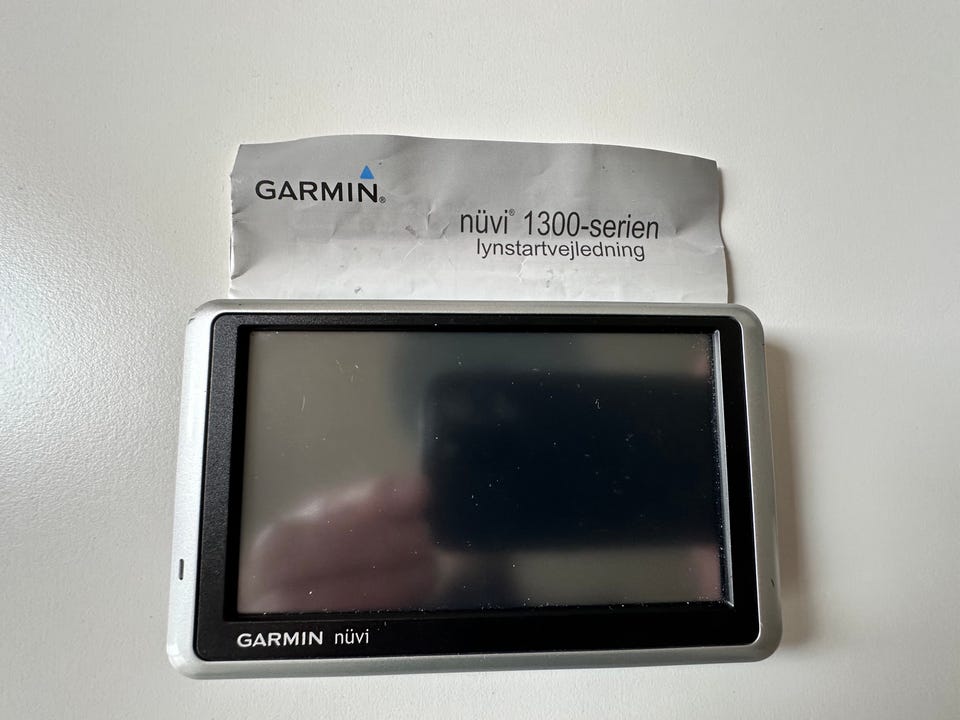 GARMIN®
nüvi® 1300-serien
lynstartvejledning
GARMIN nüvi